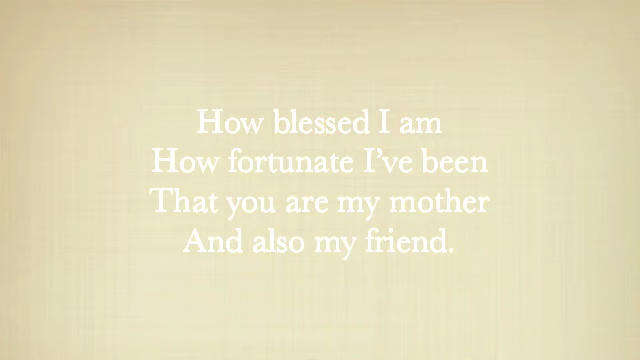 How blessed I am
How fortunate I’ve been
That you are my mother
And also my friend.